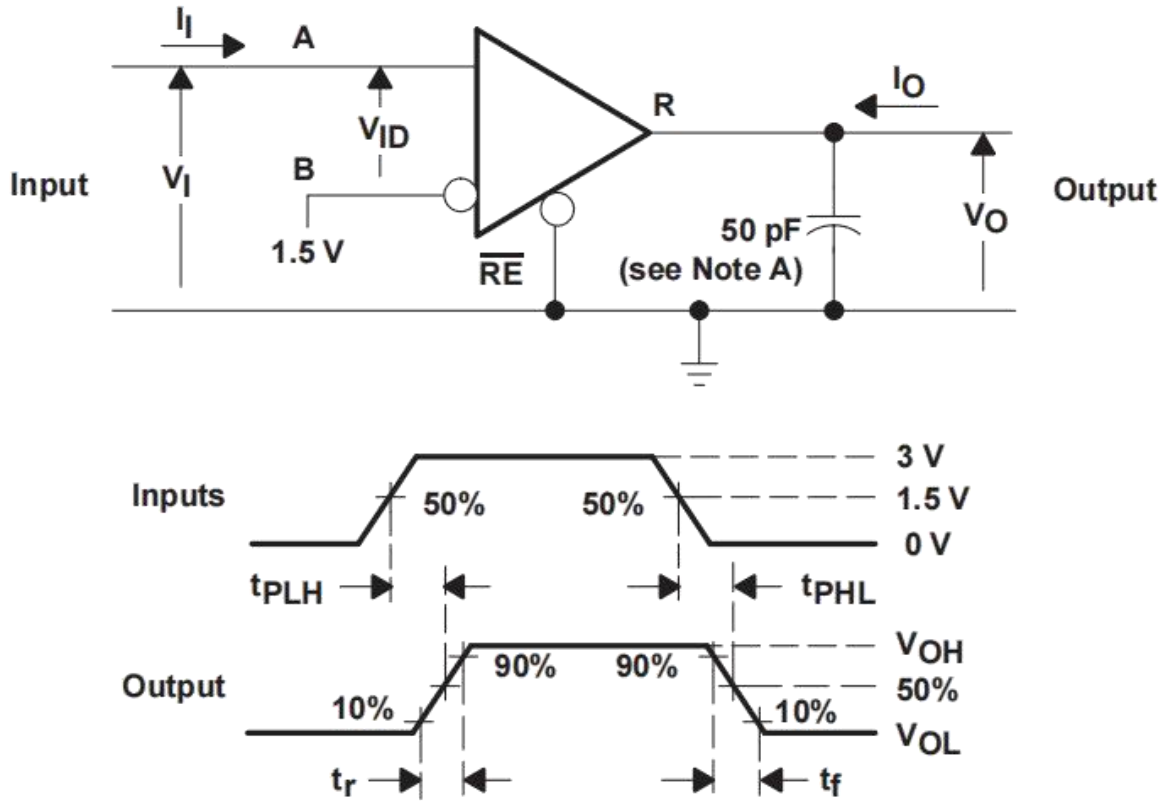 I_I
A
I_O
R
V_ID
V_I
Input
B
Output
V_O
50 pF
1.5 V
(see Note A)
R̅E̅
3 V
Inputs
50%
50%
1.5 V
0 V
t_PLH
t_PHL
V_OH
90%
90%
Output
50%
10%
10%
V_OL
t_r
t_f